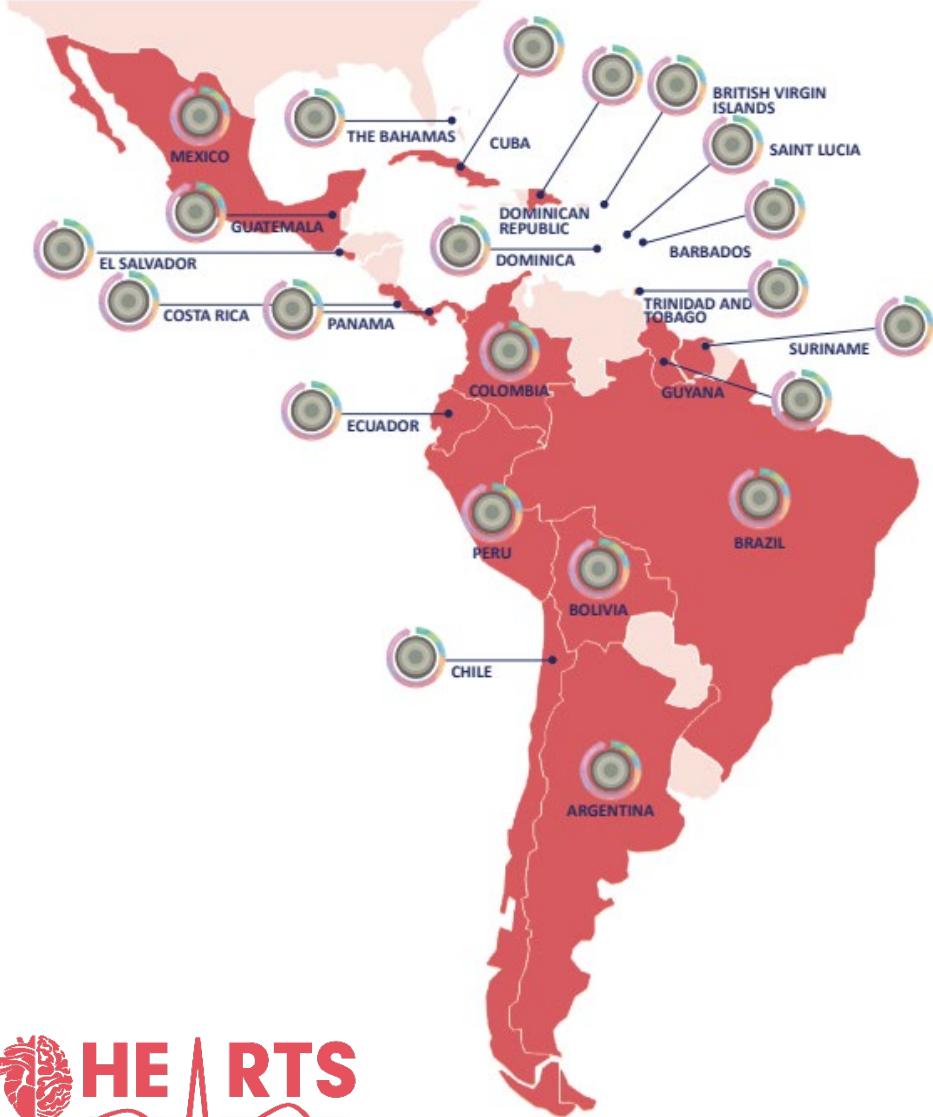 BRITISH VIRGIN
ISLANDS
THE BAHAMAS
CUBA
SAINT LUCIA
MEXICO
DOMINICAN
REPUBLIC
GUATEMALA
BARBADOS
EL SALVADOR
DOMINICA
TRINIDAD AND
TOBAGO
COSTA RICA
PANAMA
SURINAME
COLOMBIA
GUYANA
ECUADOR
BRAZIL
PERU
BOLIVIA
CHILE
ARGENTINA
HEARTS